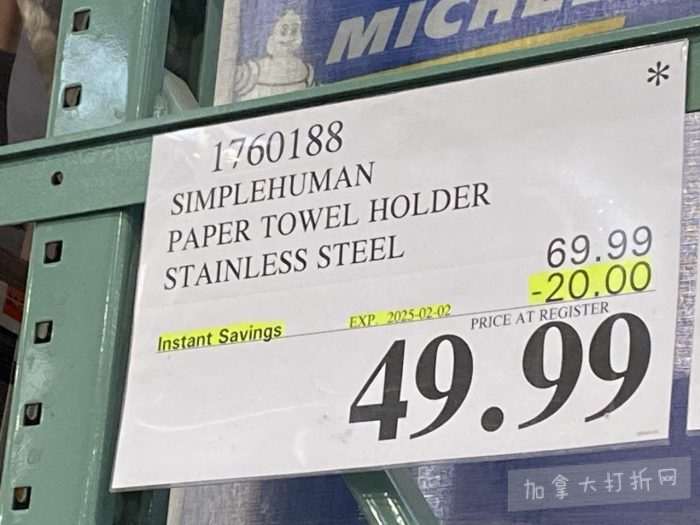 MICHEL
*
1760188
SIMPLEHUMAN
PAPER TOWEL HOLDER
STAINLESS STEEL
69.99
-20.00
Instant Savings EXP. 2025-02-02 PRICE AT REGISTER
49.99
加拿大打折网